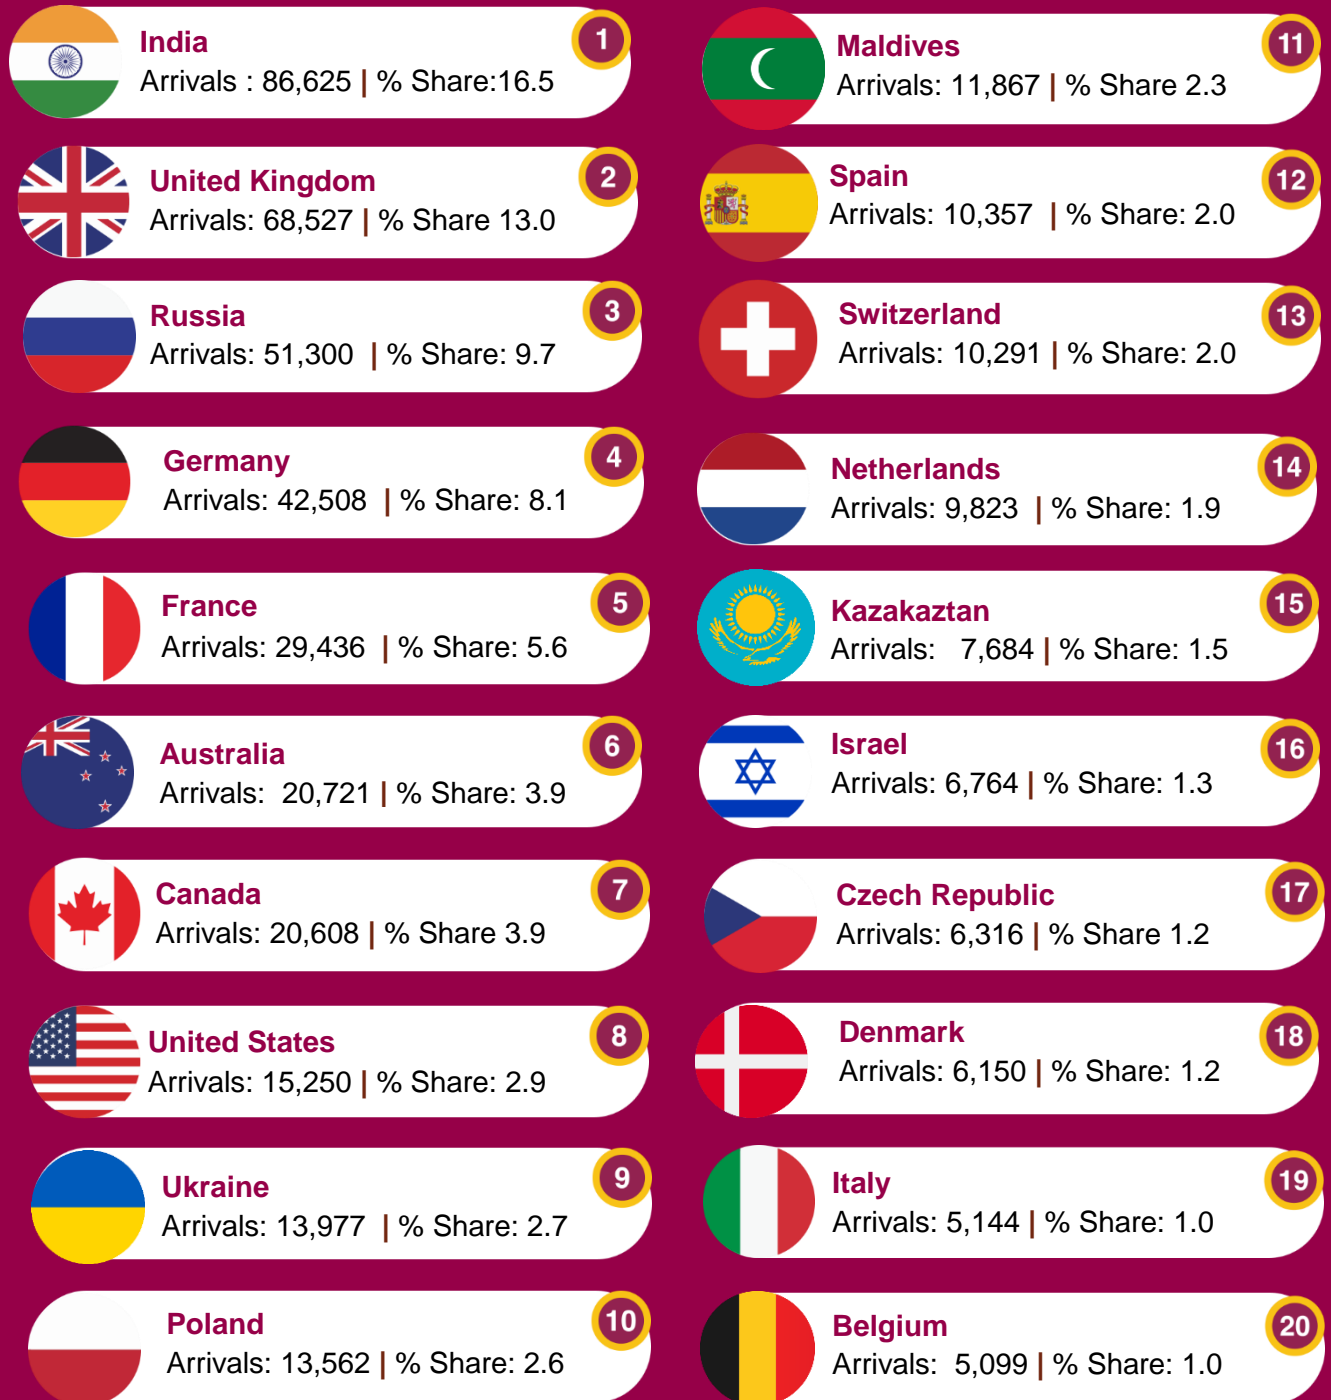 India
1
Arrivals : 86,625 | % Share:16.5
United Kingdom
2
Arrivals: 68,527 | % Share 13.0
Russia
3
Arrivals: 51,300 | % Share: 9.7
Germany
4
Arrivals: 42,508 | % Share: 8.1
France
5
Arrivals: 29,436 | % Share: 5.6
Australia
6
Arrivals: 20,721 | % Share: 3.9
Canada
7
Arrivals: 20,608 | % Share 3.9
United States
8
Arrivals: 15,250 | % Share: 2.9
Ukraine
9
Arrivals: 13,977 | % Share: 2.7
Poland
10
Arrivals: 13,562 | % Share: 2.6
Maldives
11
Arrivals: 11,867 | % Share 2.3
Spain
12
Arrivals: 10,357 | % Share: 2.0
Switzerland
13
Arrivals: 10,291 | % Share: 2.0
Netherlands
14
Arrivals: 9,823 | % Share: 1.9
Kazakaztan
15
Arrivals: 7,684 | % Share: 1.5
Israel
16
Arrivals: 6,764 | % Share: 1.3
Czech Republic
17
Arrivals: 6,316 | % Share 1.2
Denmark
18
Arrivals: 6,150 | % Share: 1.2
Italy
19
Arrivals: 5,144 | % Share: 1.0
Belgium
20
Arrivals: 5,099 | % Share: 1.0